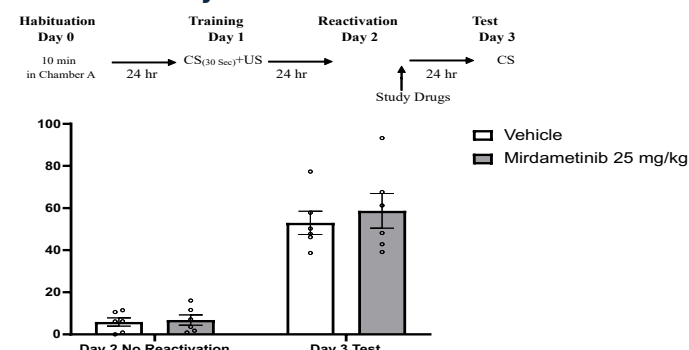 Habituation Training Reactivation Test
Day 0 Day 1 Day 2 Day 3
10 min CS(30 Sec)+US CS
in Chamber A 24 hr 24 hr 24 hr
Study Drugs
100
80
60
40
20
0
Vehicle
Mirdametinib 25 mg/kg
Day 2 No Reactivation Day 3 Test